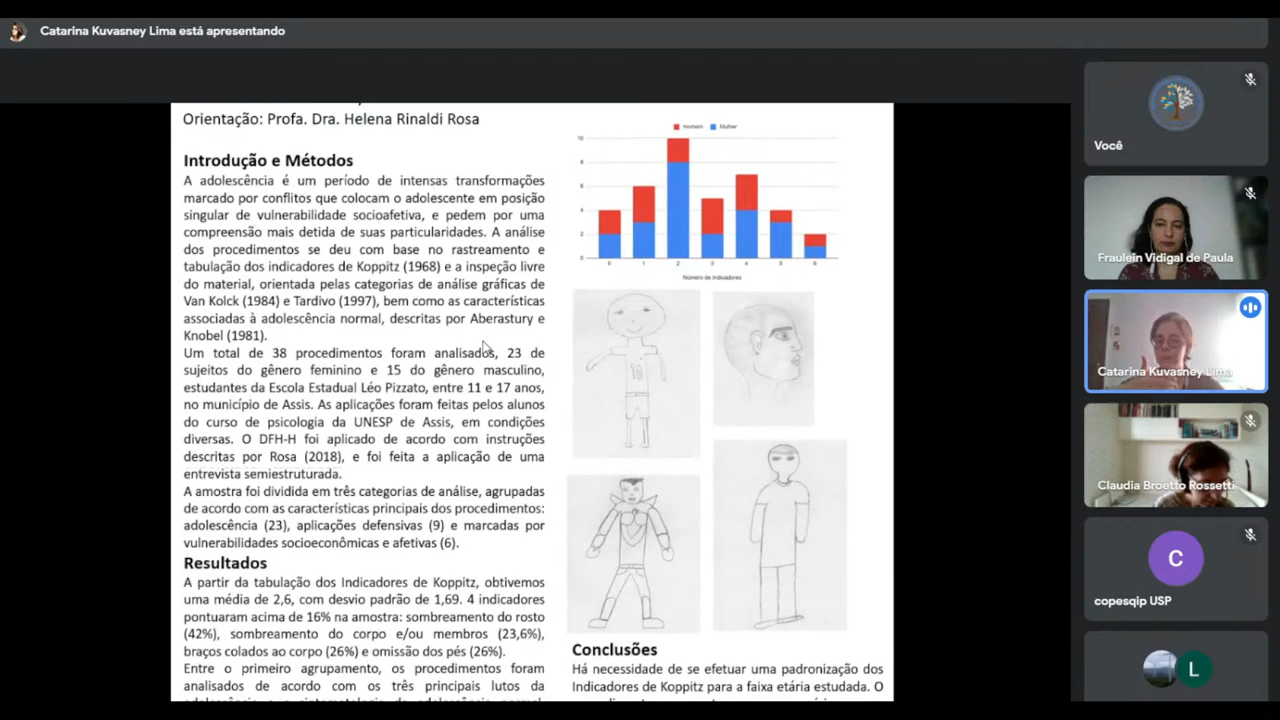 Catarina Kuvasney Lima está apresentando
Orientação: Profa. Dra. Helena Rinaldi Rosa
Introdução e Métodos
A adolescência é um período de intensas transformações
marcado por conflitos que colocam o adolescente em posição
singular de vulnerabilidade socioafetiva, e pedem por uma
compreensão mais detida de suas particularidades. A análise
dos procedimentos se deu com base no rastreamento e
tabulação dos indicadores de Koppitz (1968) e a inspeção livre
do material, orientada pelas categorias de análise gráficas de
Van Kolck (1984) e Tardivo (1997), bem como as características
associadas à adolescência normal, descritas por Aberastury e
Knobel (1981).
Um total de 38 procedimentos foram analisados, 23 de
sujeitos do gênero feminino e 15 do gênero masculino,
estudantes da Escola Estadual Léo Pizzato, entre 11 e 17 anos,
no município de Assis. As aplicações foram feitas pelos alunos
do curso de psicologia da UNESP de Assis, em condições
diversas. O DFH-H foi aplicado de acordo com instruções
descritas por Rosa (2018), e foi feita a aplicação de uma
entrevista semiestruturada.
A amostra foi dividida em três categorias de análise, agrupadas
de acordo com as características principais dos procedimentos:
adolescência (23), aplicações defensivas (9) e marcadas por
vulnerabilidades socioeconômicas e afetivas (6).
Resultados
A partir da tabulação dos Indicadores de Koppitz, obtivemos
uma média de 2,6, com desvio padrão de 1,69. 4 indicadores
pontuaram acima de 16% na amostra: sombreamento do rosto
(42%), sombreamento do corpo e/ou membros (23,6%),
braços colados ao corpo (26%) e omissão dos pés (26%).
Entre o primeiro agrupamento, os procedimentos foram
analisados de acordo com os três principais lutos da
Homem Mulher
10
8
6
4
2
0
0 1 2 3 4 5 6
Número de Indicadores
Conclusões
Há necessidade de se efetuar uma padronização dos
Indicadores de Koppitz para a faixa etária estudada. O
Você
Fraulein Vidigal de Paula
Catarina Kuvasney Lima
Claudia Broetto Rossetti
C
copesqip USP
L